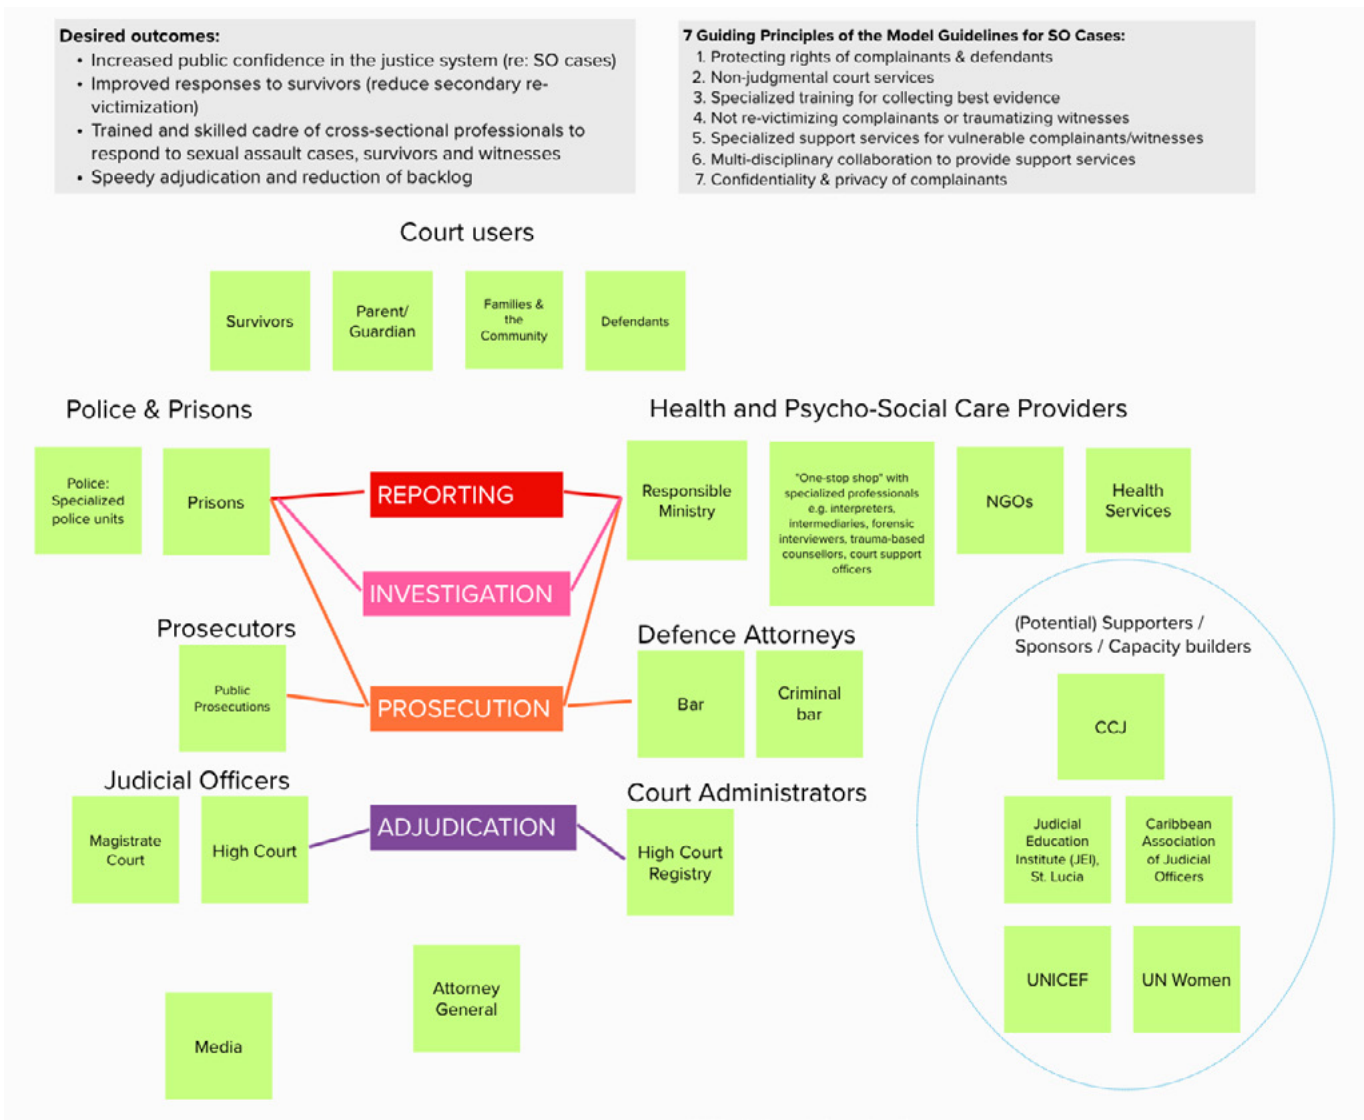 Desired outcomes:
• Increased public confidence in the justice system (re: SO cases)
• Improved responses to survivors (reduce secondary re-
victimization)
• Trained and skilled cadre of cross-sectional professionals to
respond to sexual assault cases, survivors and witnesses
• Speedy adjudication and reduction of backlog
7 Guiding Principles of the Model Guidelines for SO Cases:
1. Protecting rights of complainants & defendants
2. Non-judgmental court services
3. Specialized training for collecting best evidence
4. Not re-victimizing complainants or traumatizing witnesses
5. Specialized support services for vulnerable complainants/witnesses
6. Multi-disciplinary collaboration to provide support services
7. Confidentiality & privacy of complainants
Court users
Survivors
Parent/
Guardian
Families &
the
Community
Defendants
Police & Prisons
Police:
Specialized
police units
Prisons
REPORTING
INVESTIGATION
Health and Psycho-Social Care Providers
Responsible
Ministry
"One-stop shop" with
specialized professionals
e.g. interpreters,
intermediaries, forensic
interviewers, trauma-based
counsellors, court support
officers
NGOs
Health
Services
Prosecutors
Public
Prosecutions
PROSECUTION
Defence Attorneys
Bar
Criminal
bar
Judicial Officers
Magistrate
Court
High Court
ADJUDICATION
Court Administrators
High Court
Registry
(Potential) Supporters /
Sponsors / Capacity builders
CCJ
Judicial
Education
Institute (JEI),
St. Lucia
Caribbean
Association
of Judicial
Officers
UNICEF
UN Women
Attorney
General
Media